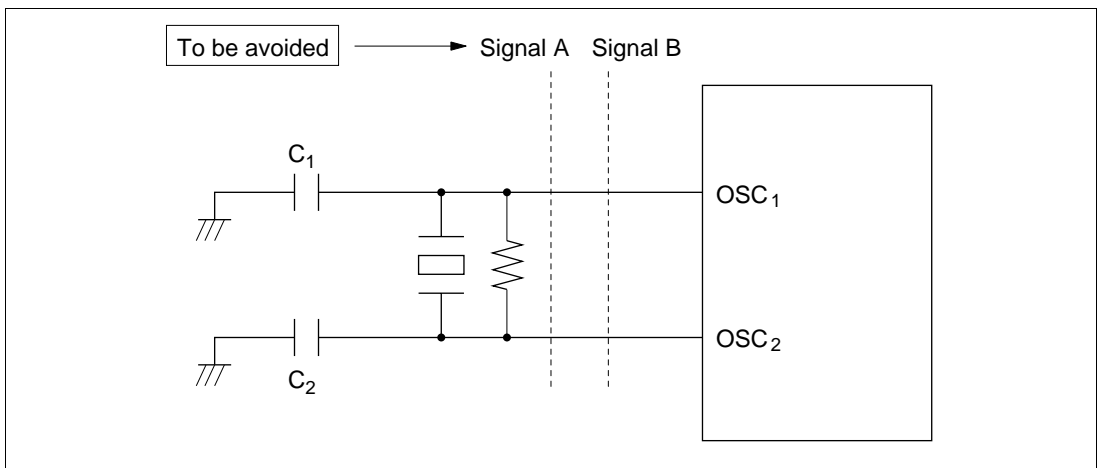 To be avoided Signal A Signal B
C1
OSC1
OSC2
C2